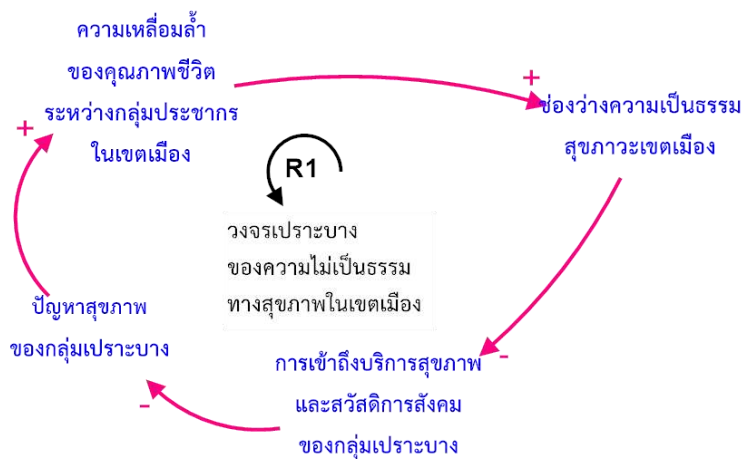 ความเหลื่อมล้ำ
ของคุณภาพชีวิต
ระหว่างกลุ่มประชากร
ในเขตเมือง
+
+
ช่องว่างความเป็นธรรม
สุขภาวะเขตเมือง
R1
วงจรเปราะบาง
ของความไม่เป็นธรรม
ทางสุขภาพในเขตเมือง
ปัญหาสุขภาพ
ของกลุ่มเปราะบาง
-
การเข้าถึงบริการสุขภาพ
และสวัสดิการสังคม
ของกลุ่มเปราะบาง
-